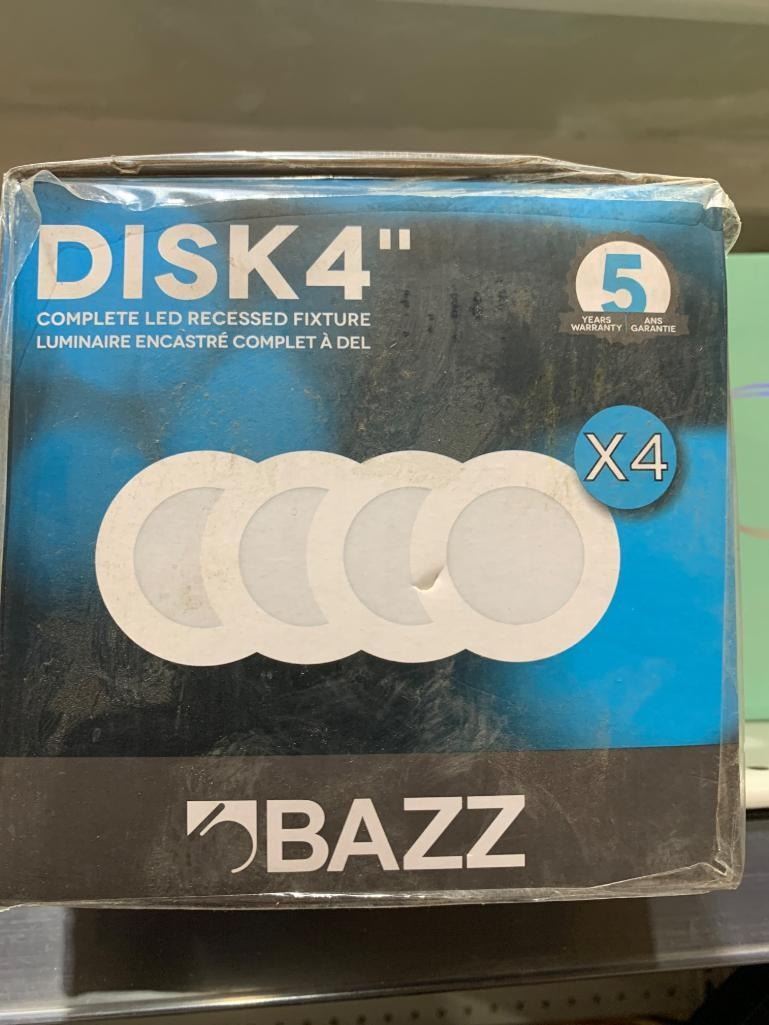 DISK4"
COMPLETE LED RECESSED FIXTURE
LUMINAIRE ENCASTRÉ COMPLET À DEL
5
YEARS WARRANTY | ANS GARANTIE
X4
BAZZ